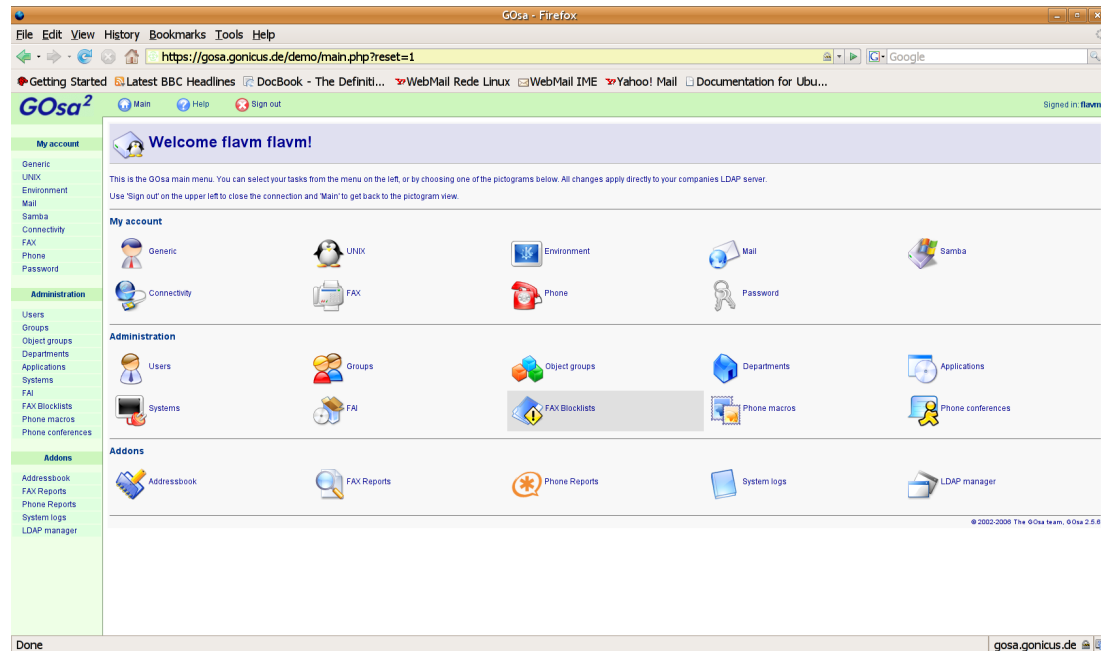 GOsa - Firefox
File Edit View History Bookmarks Tools Help
https://gosa.gonicus.de/demo/main.php?reset=1
Google
Getting Started Latest BBC Headlines DocBook - The Definiti... WebMail Rede Linux WebMail IME Yahoo! Mail Documentation for Ubu...
GOsa2 Main Help Sign out Signed in: flavm
My account
Generic
UNIX
Environment
Mail
Samba
Connectivity
FAX
Phone
Password
Administration
Users
Groups
Object groups
Departments
Applications
Systems
FAI
FAX Blocklists
Phone macros
Phone conferences
Addons
Addressbook
FAX Reports
Phone Reports
System logs
LDAP manager
Welcome flavm flavm!
This is the GOsa main menu. You can select your tasks from the menu on the left, or by choosing one of the pictograms below. All changes apply directly to your companies LDAP server.
Use 'Sign out' on the upper left to close the connection and 'Main' to get back to the pictogram view.
My account
Generic UNIX Environment Mail Samba
Connectivity FAX Phone Password
Administration
Users Groups Object groups Departments Applications
Systems FAI FAX Blocklists Phone macros Phone conferences
Addons
Addressbook FAX Reports Phone Reports System logs LDAP manager
© 2002-2006 The GOsa team, GOsa 2.5.6
Done gosa.gonicus.de